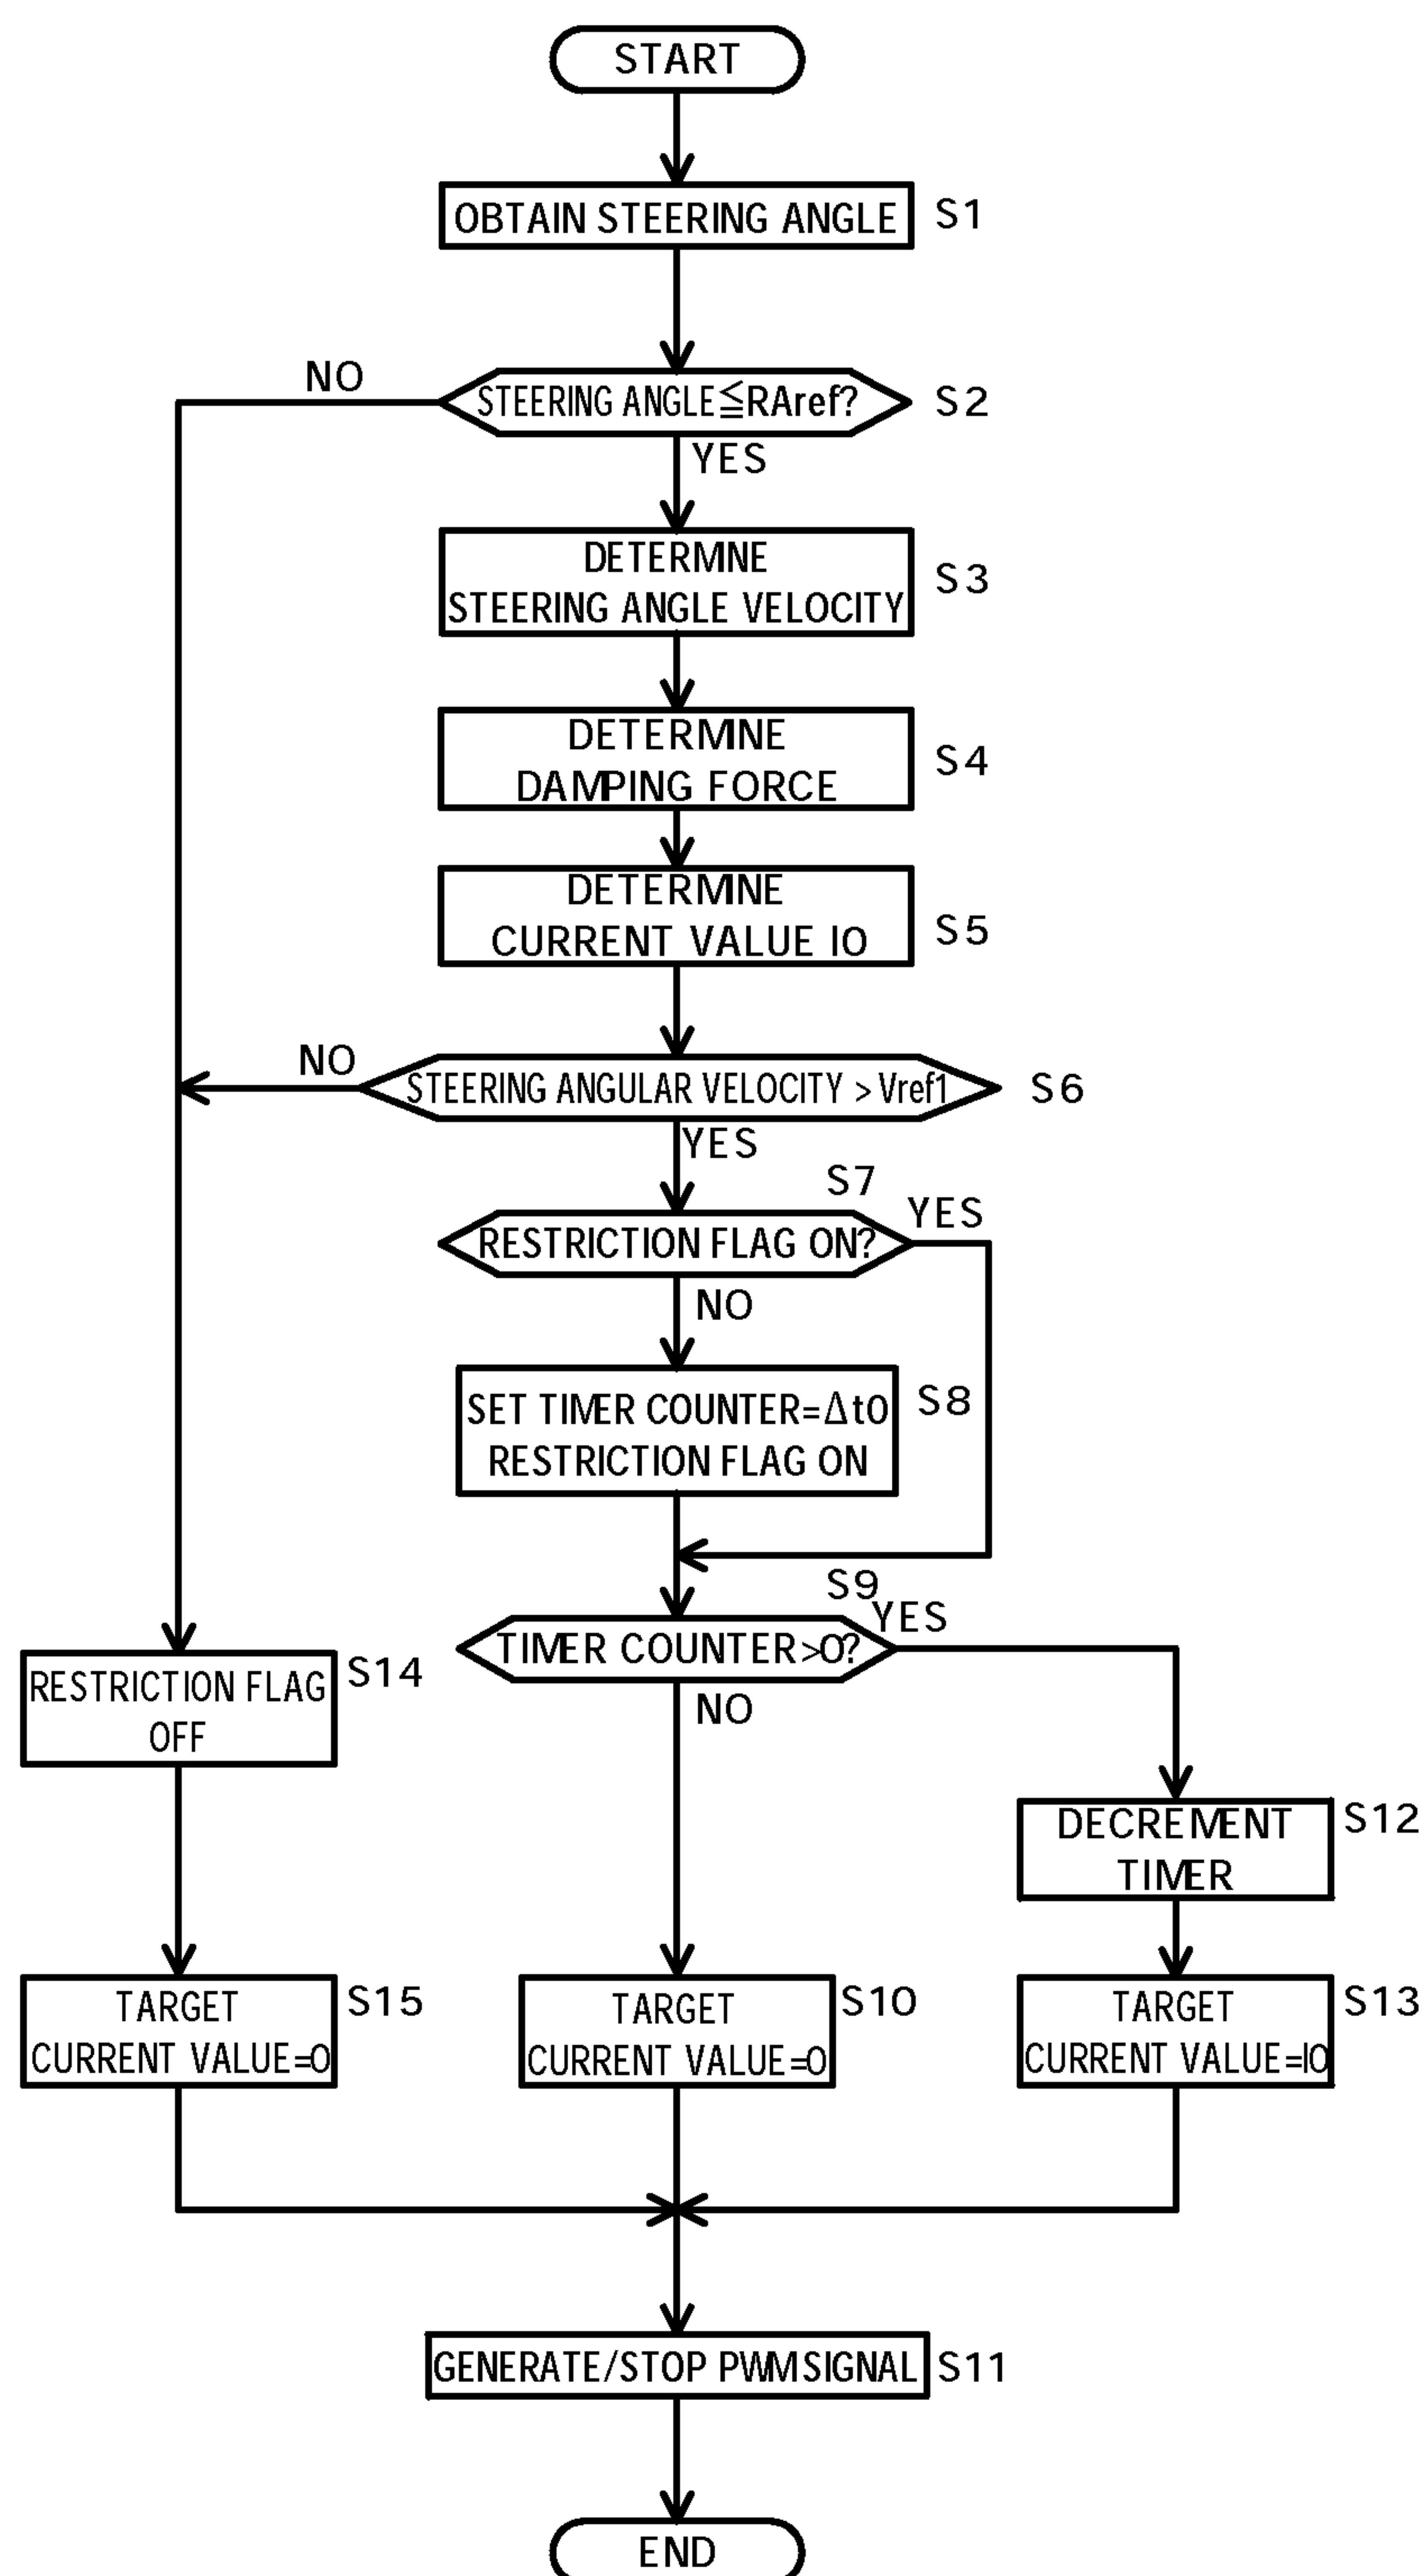 START
OBTAIN STEERING ANGLE
S1
NO
STEERING ANGLE≦RAref?
S2
YES
DETERMINE
STEERING ANGLE VELOCITY
S3
DETERMINE
DAMPING FORCE
S4
DETERMINE
CURRENT VALUE I0
S5
NO
STEERING ANGULAR VELOCITY > Vref1
S6
YES
S7
YES
RESTRICTION FLAG ON?
NO
SET TIMER COUNTER=Δt0
RESTRICTION FLAG ON
S8
S9
YES
TIMER COUNTER>0?
NO
RESTRICTION FLAG
OFF
S14
DECREMENT
TIMER
S12
TARGET
CURRENT VALUE=0
S15
TARGET
CURRENT VALUE=0
S10
TARGET
CURRENT VALUE=I0
S13
GENERATE/STOP PWM SIGNAL
S11
END